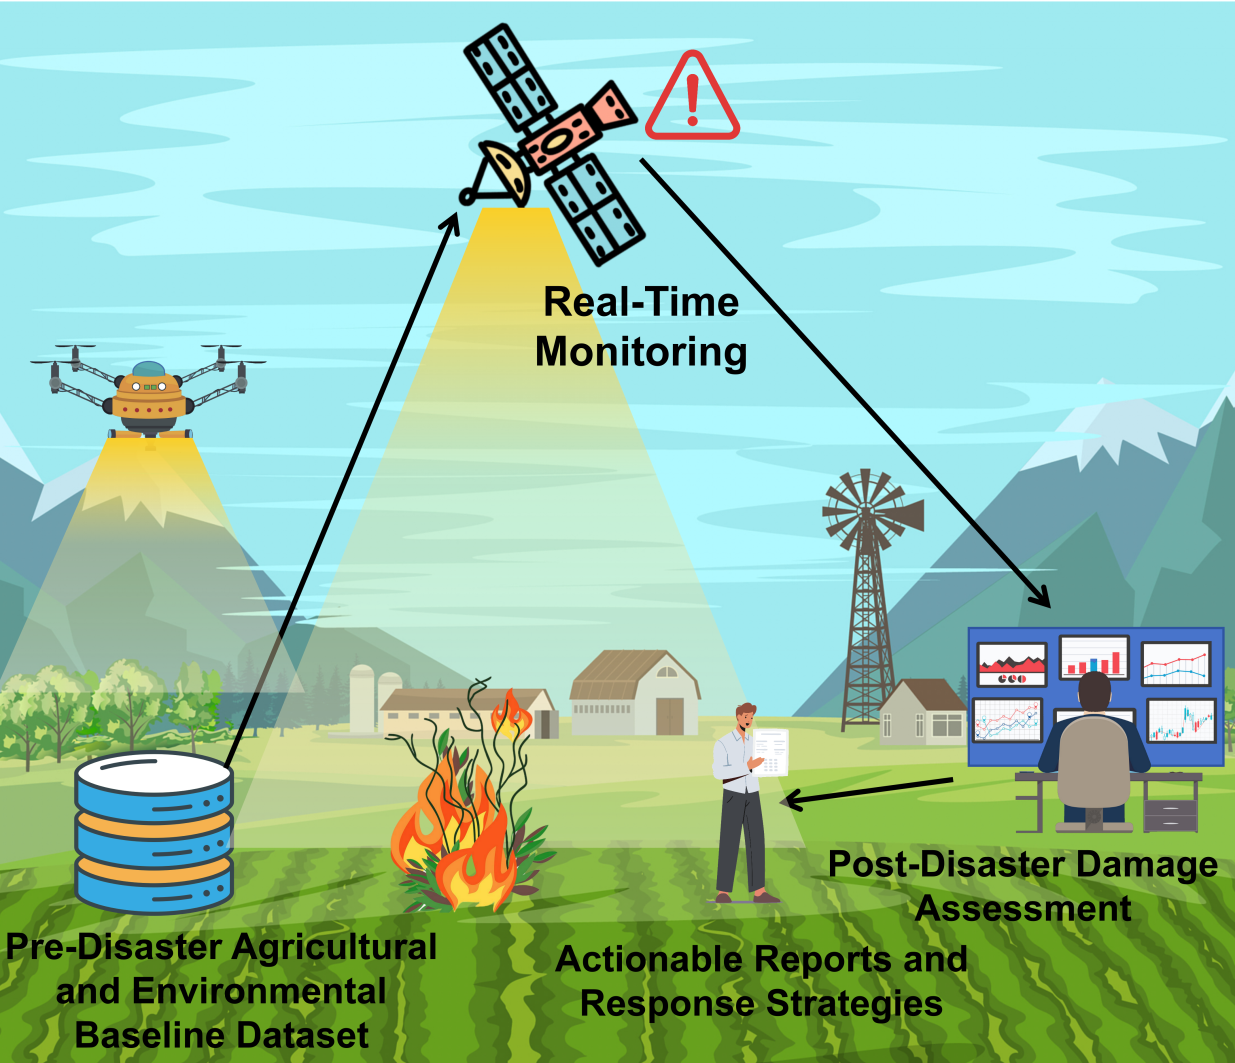 Real-Time
Monitoring
Post-Disaster Damage
Assessment
Pre-Disaster Agricultural
and Environmental
Baseline Dataset
Actionable Reports and
Response Strategies